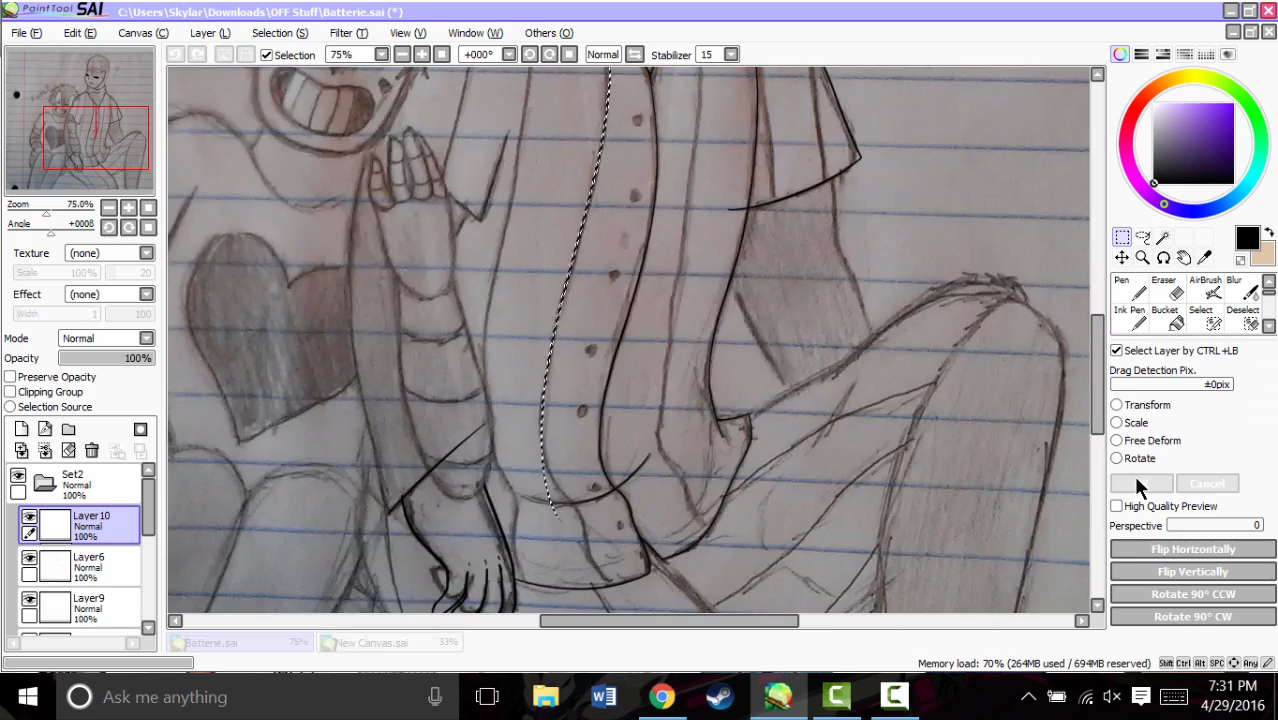 PaintTool SAI C:\Users\Skylar\Downloads\OFF Stuff\Batterie.sai (*)
File (F) Edit (E) Canvas (C) Layer (L) Selection (S) Filter (T) View (V) Window (W) Others (O)
Selection 75% +000° Normal Stabilizer 15
Zoom 75.0%
Angle +000ß
Texture (none)
Scale 100% 20
Effect (none)
Width 1 100
Mode Normal
Opacity 100%
Preserve Opacity
Clipping Group
Selection Source
Set2
Normal
100%
Layer10
Normal
100%
Layer6
Normal
100%
Layer9
Normal
100%
Batterie.sai 75% New Canvas.sai 33%
Pen Eraser AirBrush Blur
Ink Pen Bucket Select Deselect
Select Layer by CTRL+LB
Drag Detection Pix.
±0pix
Transform
Scale
Free Deform
Rotate
Cancel
High Quality Preview
Perspective 0
Flip Horizontally
Flip Vertically
Rotate 90° CCW
Rotate 90° CW
Memory load: 70% (264MB used / 694MB reserved) Shift Ctrl Alt SPC Any
Ask me anything
7:31 PM
4/29/2016